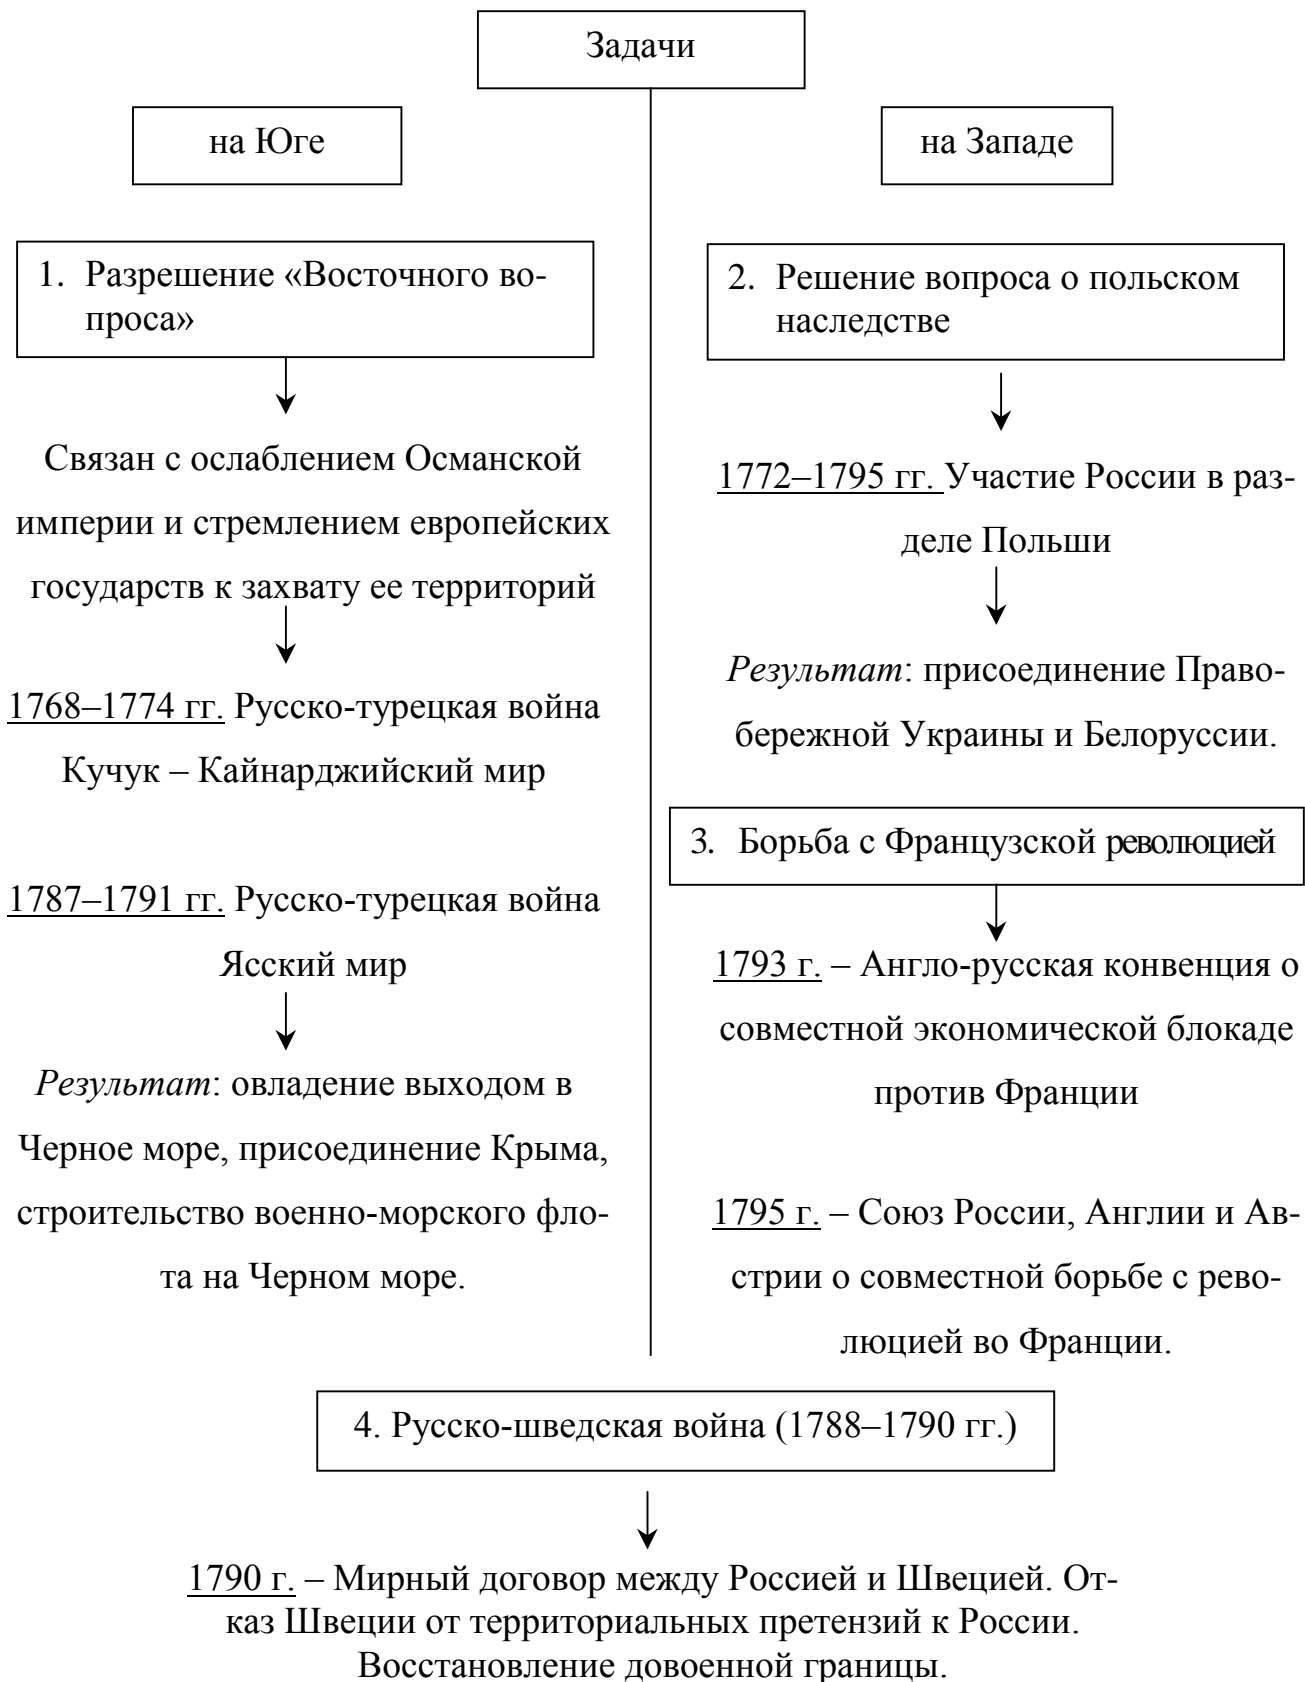 Задачи
на Юге
1. Разрешение «Восточного во-
проса»
Связан с ослаблением Османской
империи и стремлением европейских
государств к захвату ее территорий
1768–1774 гг. Русско-турецкая война
Кучук – Кайнарджийский мир
1787–1791 гг. Русско-турецкая война
Ясский мир
Результат: овладение выходом в
Черное море, присоединение Крыма,
строительство военно-морского фло-
та на Черном море.
на Западе
2. Решение вопроса о польском
наследстве
1772–1795 гг. Участие России в раз-
деле Польши
Результат: присоединение Право-
бережной Украины и Белоруссии.
3. Борьба с Французской революцией
1793 г. – Англо-русская конвенция о
совместной экономической блокаде
против Франции
1795 г. – Союз России, Англии и Ав-
стрии о совместной борьбе с рево-
люцией во Франции.
4. Русско-шведская война (1788–1790 гг.)
1790 г. – Мирный договор между Россией и Швецией. От-
каз Швеции от территориальных претензий к России.
Восстановление довоенной границы.